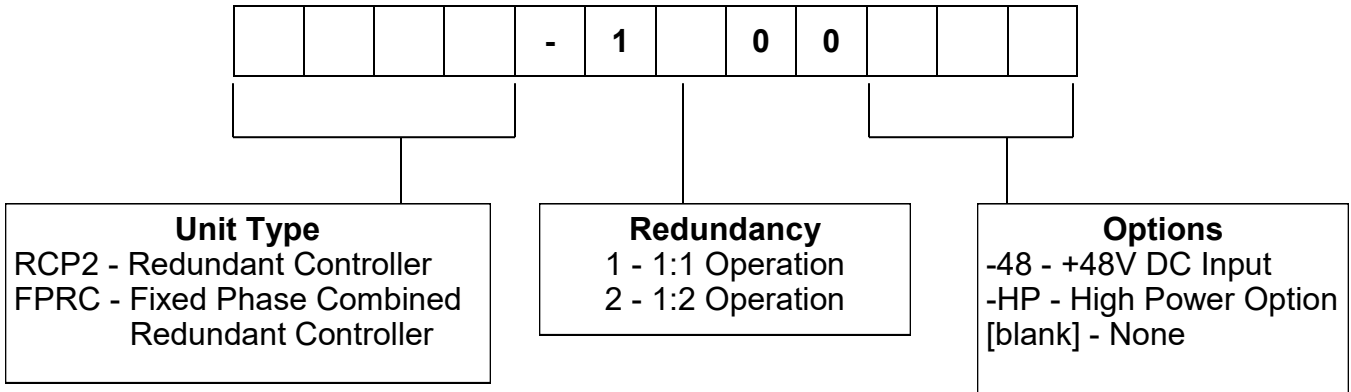 - 1 0 0
Unit Type
RCP2 - Redundant Controller
FPRC - Fixed Phase Combined
Redundant Controller
Redundancy
1 - 1:1 Operation
2 - 1:2 Operation
Options
-48 - +48V DC Input
-HP - High Power Option
[blank] - None